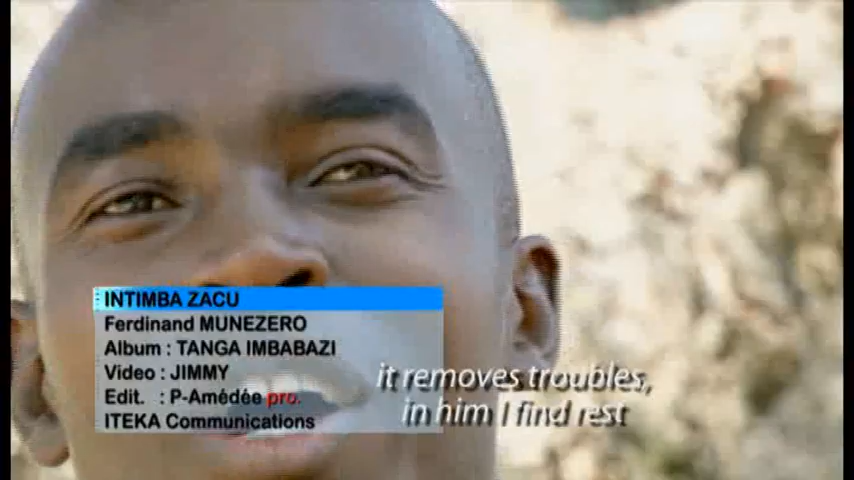 INTIMBA ZACU
Ferdinand MUNEZERO
Album : TANGA IMBABAZI
Video : JIMMY
Edit. : P-Amédée pro.
ITEKA Communications
it removes troubles,
in him I find rest